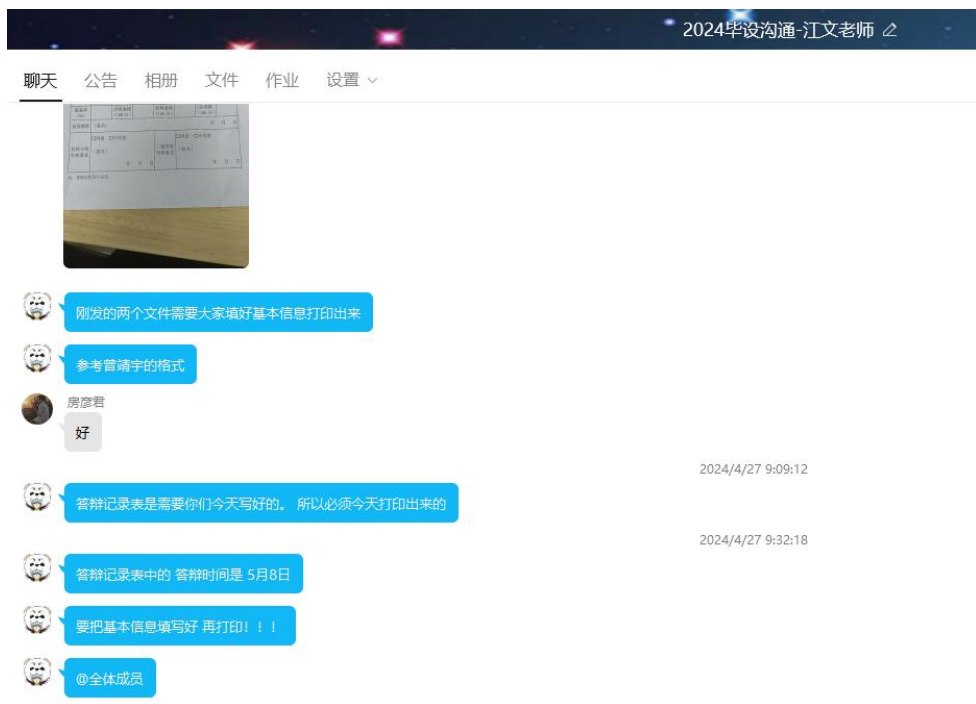 2024毕设沟通-江文老师
聊天 公告 相册 文件 作业 设置
刚发的两个文件需要大家填好基本信息打印出来
参考曾靖宇的格式
房彦君
好
2024/4/27 9:09:12
答辩记录表是需要你们今天写好的。 所以必须今天打印出来的
2024/4/27 9:32:18
答辩记录表中的 答辩时间是 5月8日
要把基本信息填写好 再打印！！！
@全体成员